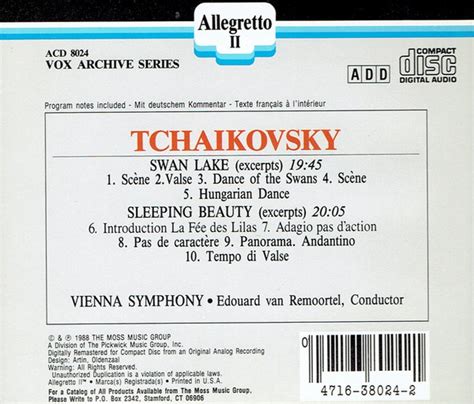 Allegretto
II
ACD 8024
VOX ARCHIVE SERIES
ADD
COMPACT
disc
DIGITAL AUDIO
Program notes included - Mit deutschem Kommentar - Texte français à l'intérieur
TCHAIKOVSKY
SWAN LAKE (excerpts) 19:45
1. Scène 2.Valse 3. Dance of the Swans 4. Scène
5. Hungarian Dance
SLEEPING BEAUTY (excerpts) 20:05
6. Introduction La Fée des Lilas 7. Adagio pas d'action
8. Pas de caractère 9. Panorama. Andantino
10. Tempo di Valse
VIENNA SYMPHONY • Edouard van Remoortel, Conductor
© & ℗ 1988 THE MOSS MUSIC GROUP
A Division of The Pickwick Music Group, Inc.
Digitally Remastered for Compact Disc from an Original Analog Recording
Design: Artin, Oldenzaal
Unauthorized Duplication is a violation of applicable laws.
Allegretto II™ • Marca(s) Registrada(s) • Printed in U.S.A.
For a Catalog of All Products Available From The Moss Music Group,
Please Write to P.O. Box 2342, Stamford, CT 06906
4716-38024-2